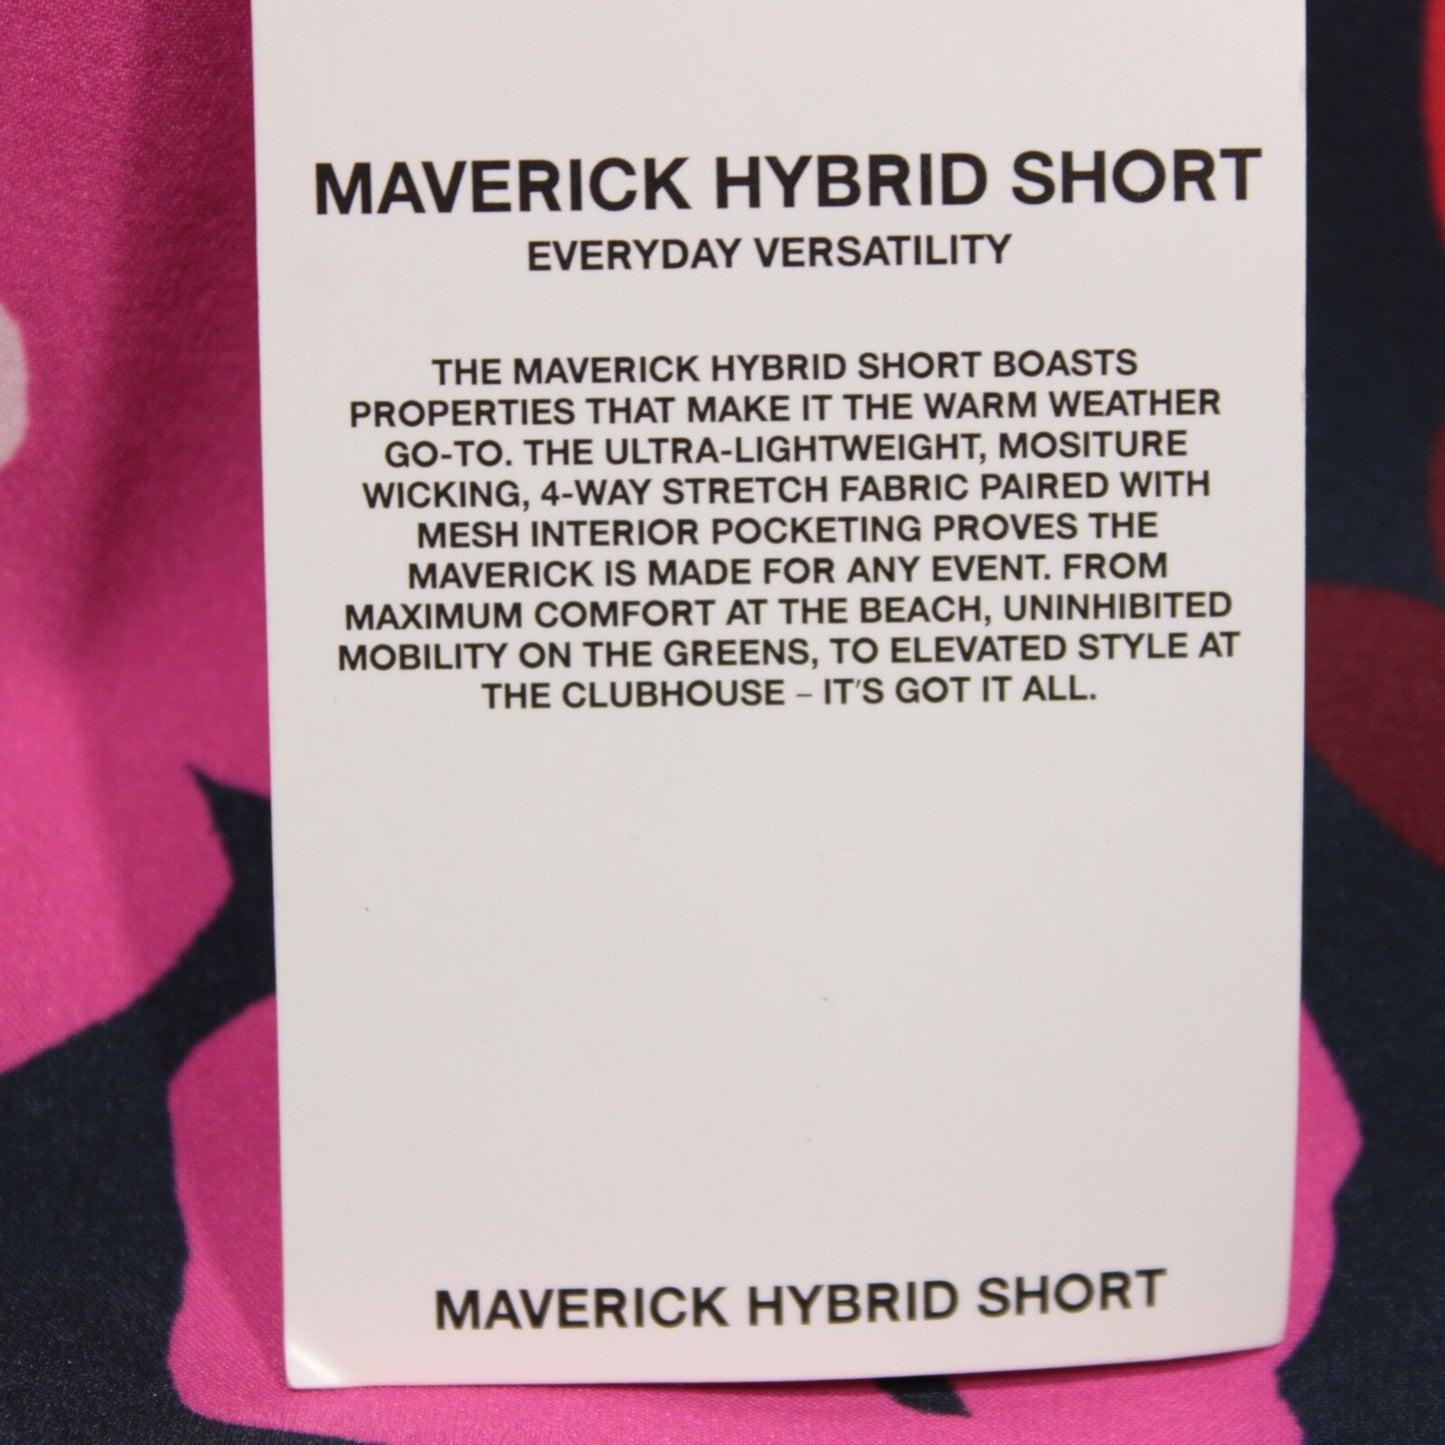 MAVERICK HYBRID SHORT
EVERYDAY VERSATILITY
THE MAVERICK HYBRID SHORT BOASTS
PROPERTIES THAT MAKE IT THE WARM WEATHER
GO-TO. THE ULTRA-LIGHTWEIGHT, MOSITURE
WICKING, 4-WAY STRETCH FABRIC PAIRED WITH
MESH INTERIOR POCKETING PROVES THE
MAVERICK IS MADE FOR ANY EVENT. FROM
MAXIMUM COMFORT AT THE BEACH, UNINHIBITED
MOBILITY ON THE GREENS, TO ELEVATED STYLE AT
THE CLUBHOUSE – IT'S GOT IT ALL.
MAVERICK HYBRID SHORT